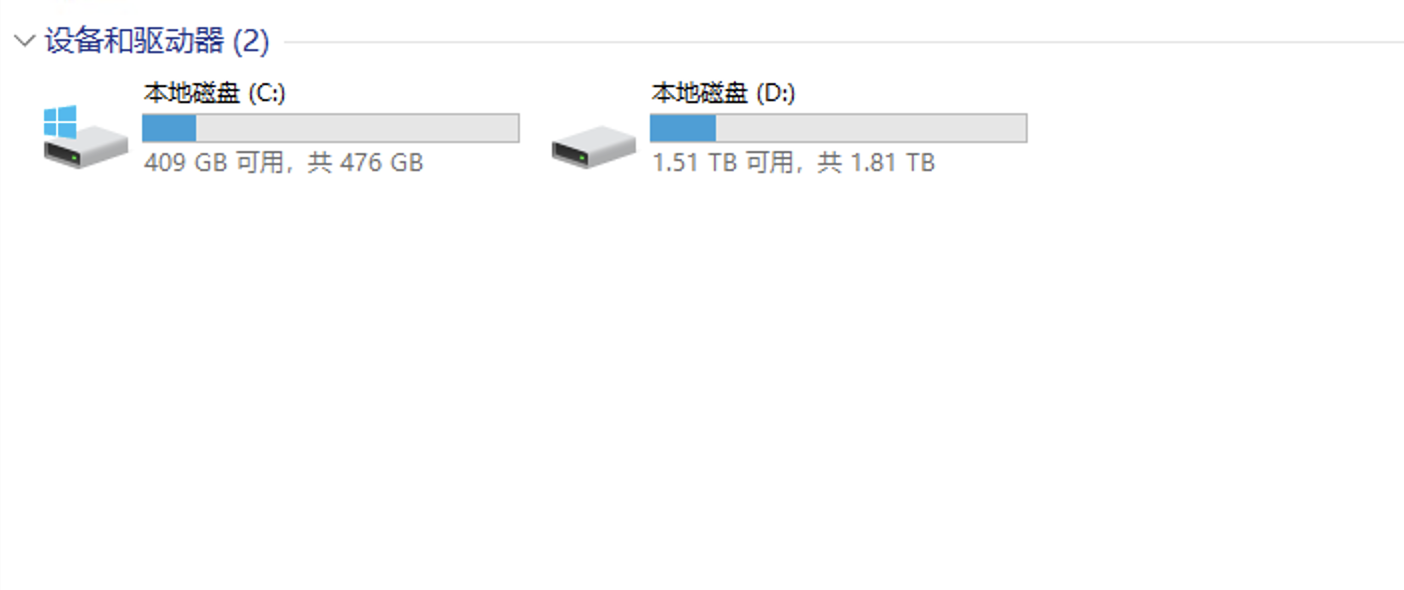 设备和驱动器 (2)
本地磁盘 (C:)
409 GB 可用，共 476 GB
本地磁盘 (D:)
1.51 TB 可用，共 1.81 TB